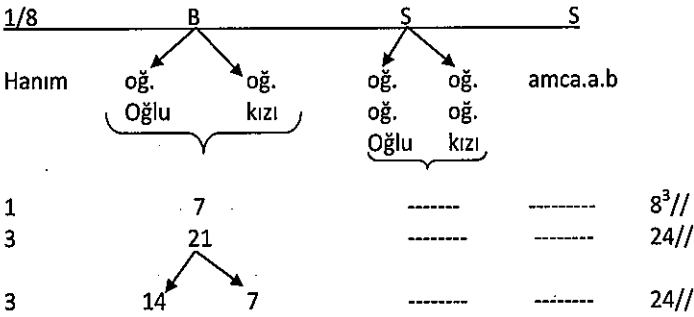 1/8 B S S
Hanım oğ. oğ. oğ. oğ. amca.a.b
Oğlu kızı oğ. oğ.
Oğlu kızı
1 7 ------- --------- 8³//
3 21 ------- -------- 24//
3 14 7 ------- -------- 24//